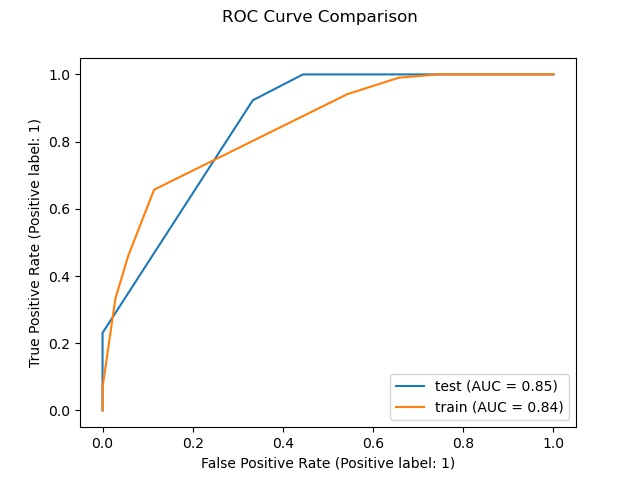 ROC Curve Comparison
True Positive Rate (Positive label: 1)
1.0
0.8
0.6
0.4
0.2
0.0
test (AUC = 0.85)
train (AUC = 0.84)
0.0 0.2 0.4 0.6 0.8 1.0
False Positive Rate (Positive label: 1)